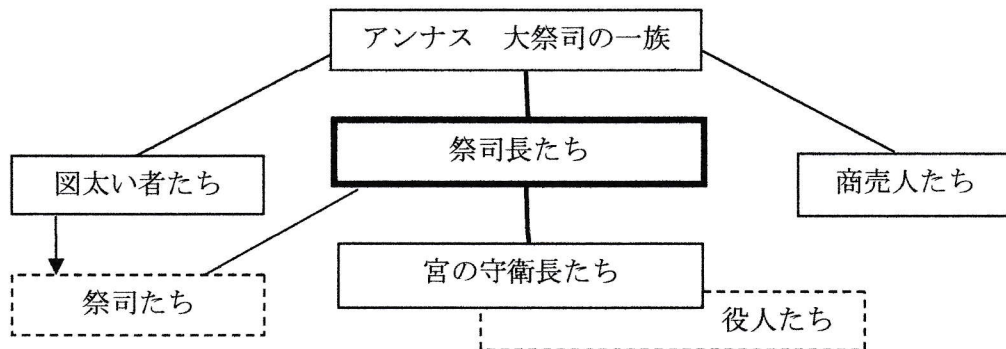 アンナス　大祭司の一族
祭司長たち
図太い者たち
商売人たち
宮の守衛長たち
祭司たち
役人たち